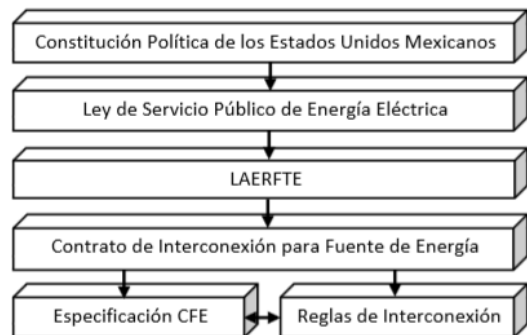 Constitución Política de los Estados Unidos Mexicanos
Ley de Servicio Público de Energía Eléctrica
LAERFTE
Contrato de Interconexión para Fuente de Energía
Especificación CFE
Reglas de Interconexión